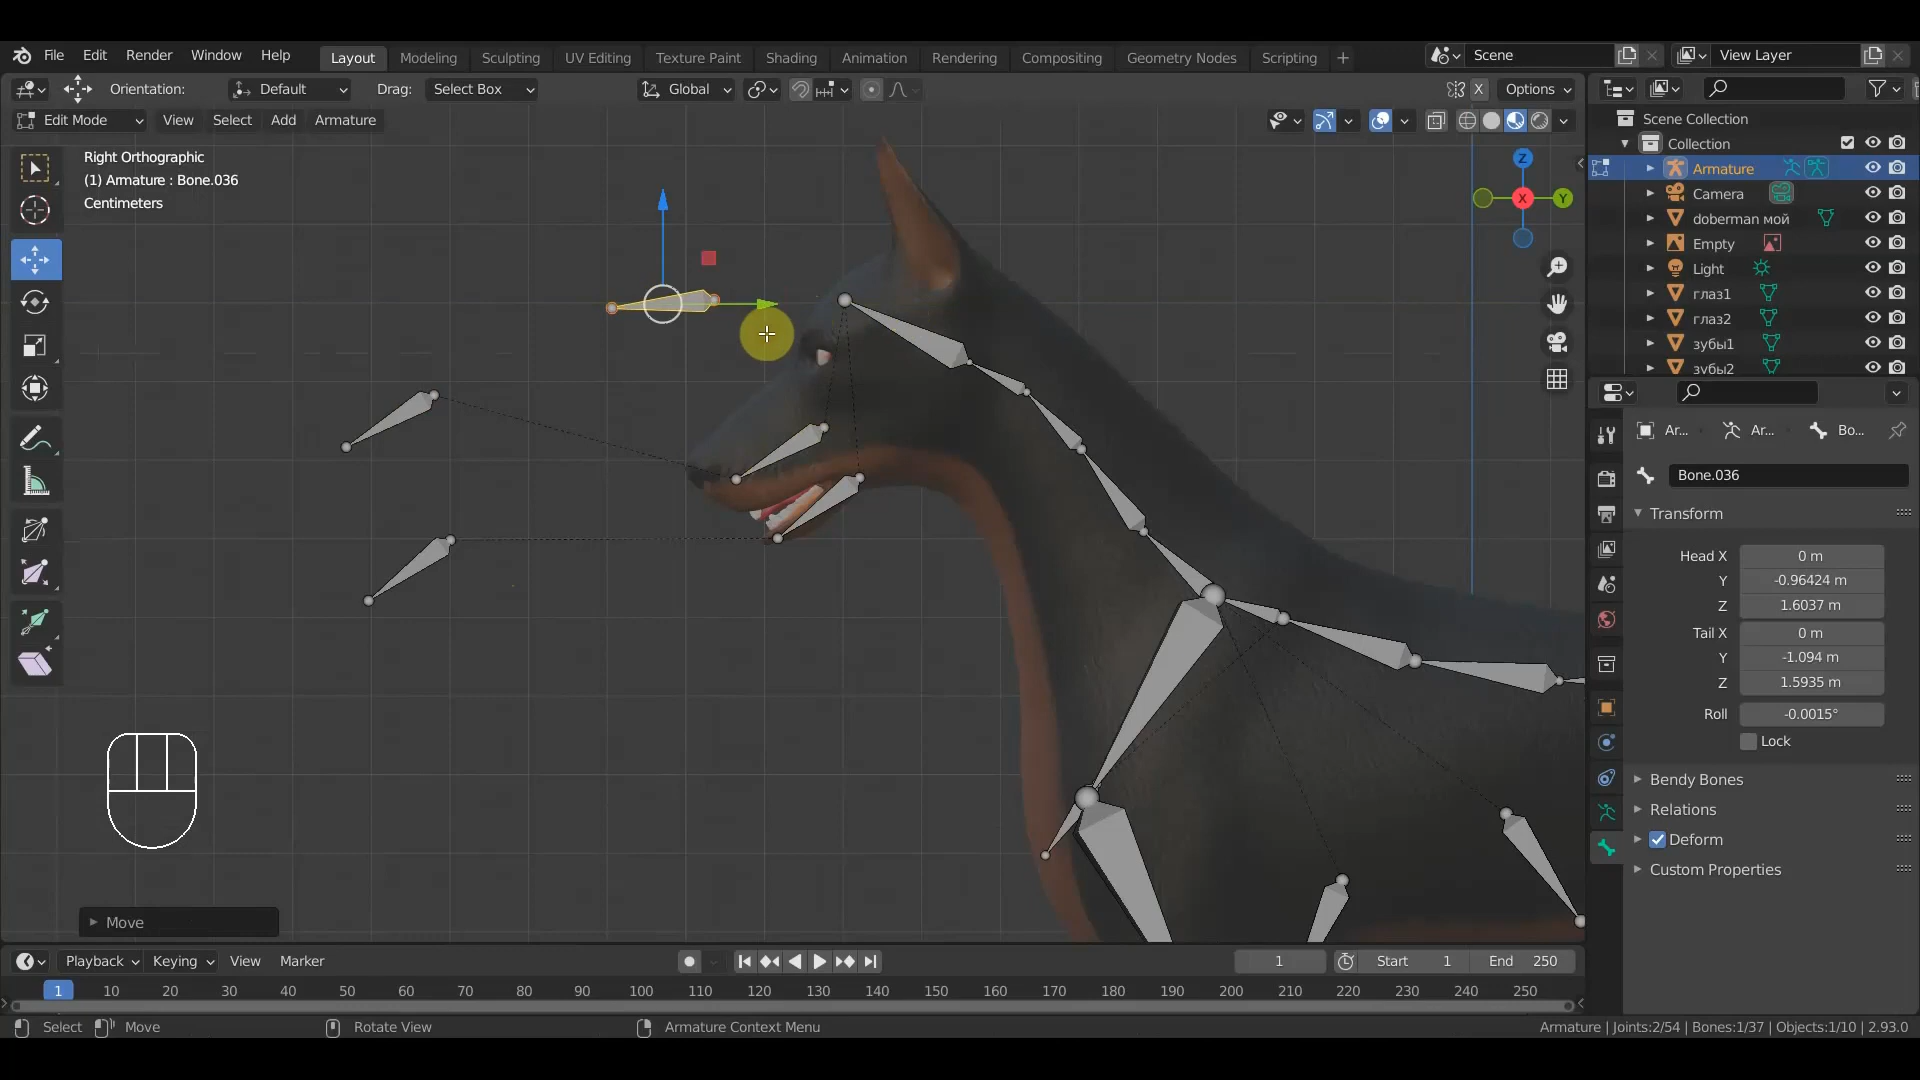 File Edit Render Window Help Layout Modeling Sculpting UV Editing Texture Paint Shading Animation Rendering Compositing Geometry Nodes Scripting + Scene View Layer
Orientation: Default Drag: Select Box Global X Options
Edit Mode View Select Add Armature
Right Orthographic
(1) Armature : Bone.036
Centimeters
Z
X
Y
Scene Collection
Collection
Armature
Camera
doberman мой
Empty
Light
глаз1
глаз2
зубы1
зубы2
Ar... Ar... Bo...
Bone.036
Transform
Head X 0 m
Y -0.96424 m
Z 1.6037 m
Tail X 0 m
Y -1.094 m
Z 1.5935 m
Roll -0.0015°
Lock
Bendy Bones
Relations
Deform
Custom Properties
Move
Playback Keying View Marker 1 Start 1 End 250
1 10 20 30 40 50 60 70 80 90 100 110 120 130 140 150 160 170 180 190 200 210 220 230 240 250
Select Move Rotate View Armature Context Menu Armature | Joints:2/54 | Bones:1/37 | Objects:1/10 | 2.93.0